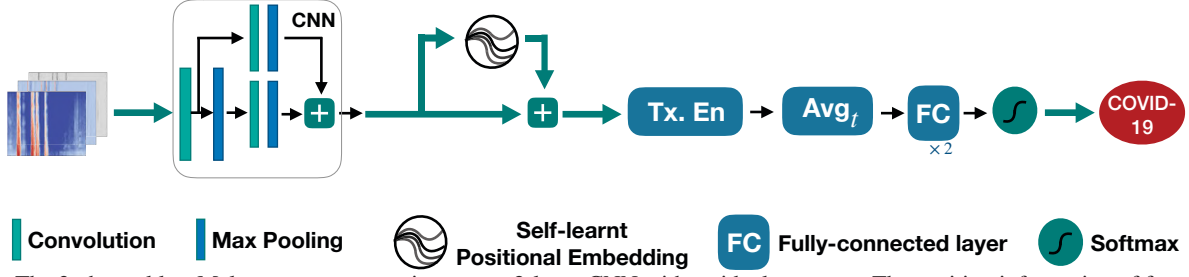 CNN
+
+
Tx. En
Avg_t
FC
× 2
COVID-
19
Convolution
Max Pooling
Self-learnt
Positional Embedding
FC
Fully-connected layer
Softmax